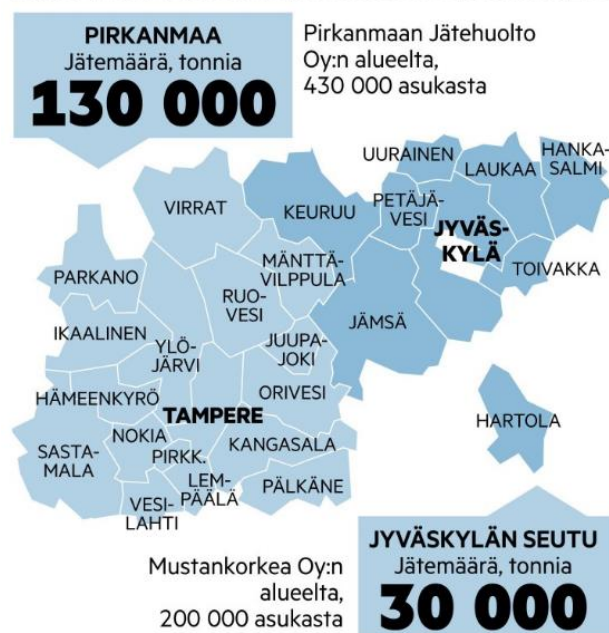 PIRKANMAA
Jätemäärä, tonnia
130 000
Pirkanmaan Jätehuolto
Oy:n alueelta,
430 000 asukasta
UURAINEN
LAUKAA
HANKA-
SALMI
VIRRAT
KEURUU
PETÄJÄ-
VESI
JYVÄS-
KYLÄ
TOIVAKKA
PARKANO
MÄNTTÄ-
VILPPULA
RUO-
VESI
JÄMSÄ
IKAALINEN
YLÖ-
JÄRVI
JUUPA-
JOKI
HÄMEENKYRÖ
ORIVESI
TAMPERE
HARTOLA
NOKIA
PIRKK.
KANGASALA
SASTA-
MALA
LEM-
PÄÄLÄ
PÄLKÄNE
VESI-
LAHTI
Mustankorkea Oy:n
alueelta,
200 000 asukasta
JYVÄSKYLÄN SEUTU
Jätemäärä, tonnia
30 000